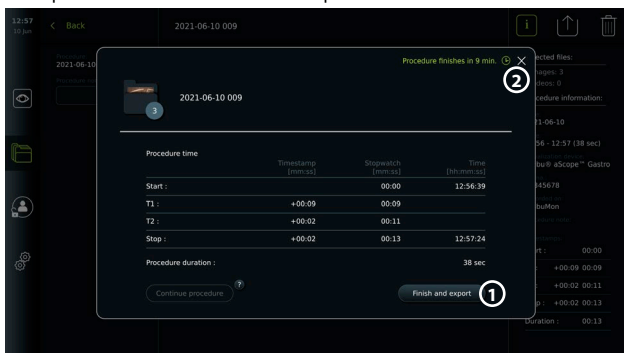 12:57
10 Jun
Back
2021-06-10 009
i
Procedure finishes in 9 min.
2
2021-06-10
3
2021-06-10 009
Procedure time
Timestamp [mm:ss]
Stopwatch [mm:ss]
Time [hh:mm:ss]
Start : 00:00 12:56:39
T1 : +00:09 00:09
T2 : +00:02 00:11
Stop : +00:02 00:13 12:57:24
Procedure duration : 38 sec
Continue procedure
?
Finish and export
1
ected files:
ages: 3
deos: 0
cedure information:
21-06-10
56 - 12:57 (38 sec)
bu® aScope™ Gastro
345678
buMon
rt : 00:00
: +00:09 00:09
: +00:02 00:11
p : +00:02 00:13
Duration : 00:13